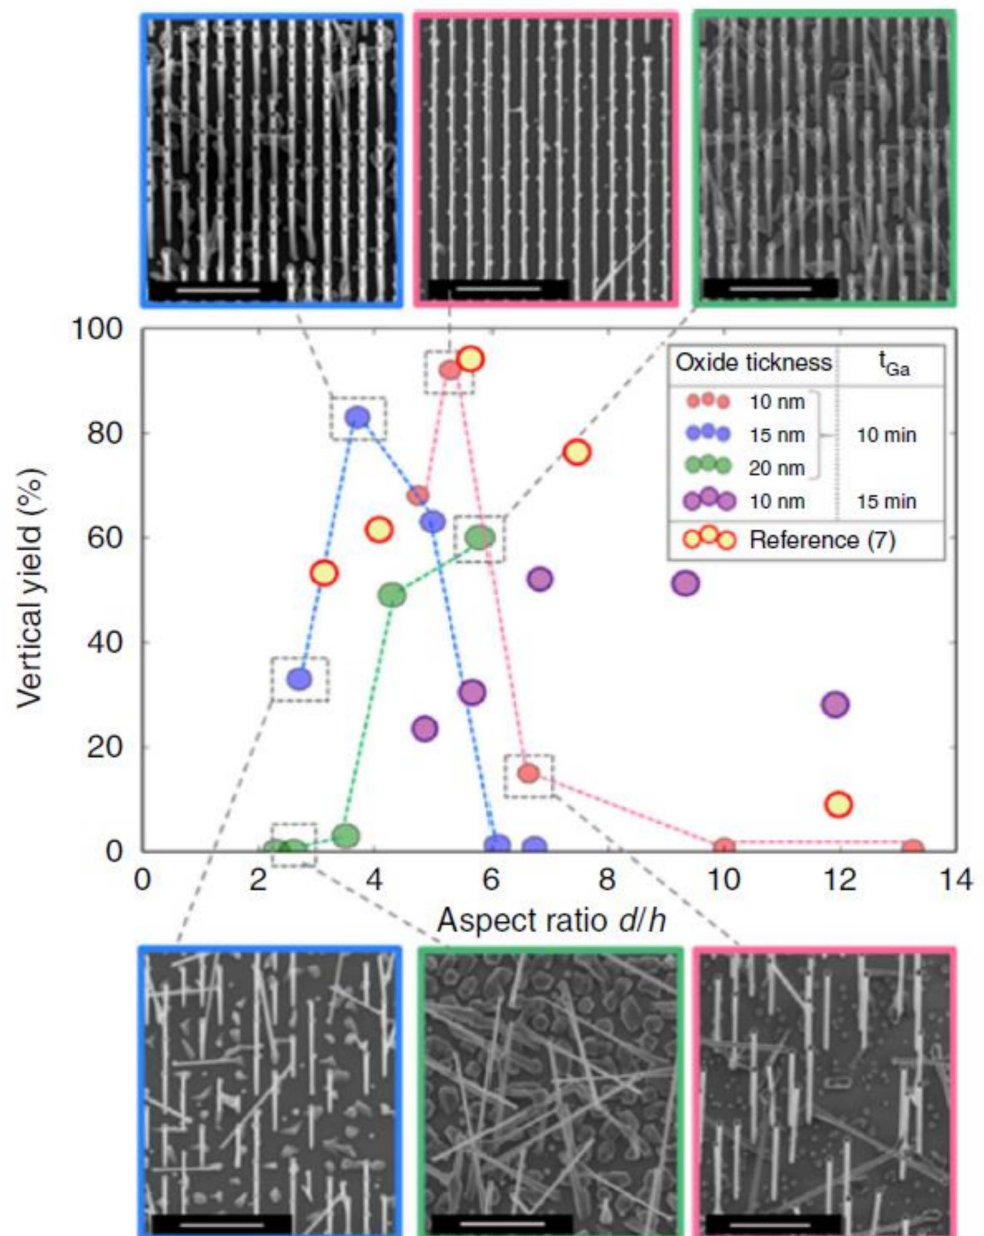 100
80
60
40
20
0
Vertical yield (%)
0 2 4 6 8 10 12 14
Aspect ratio d/h
Oxide tickness t_Ga
10 nm
15 nm 10 min
20 nm
10 nm 15 min
Reference (7)